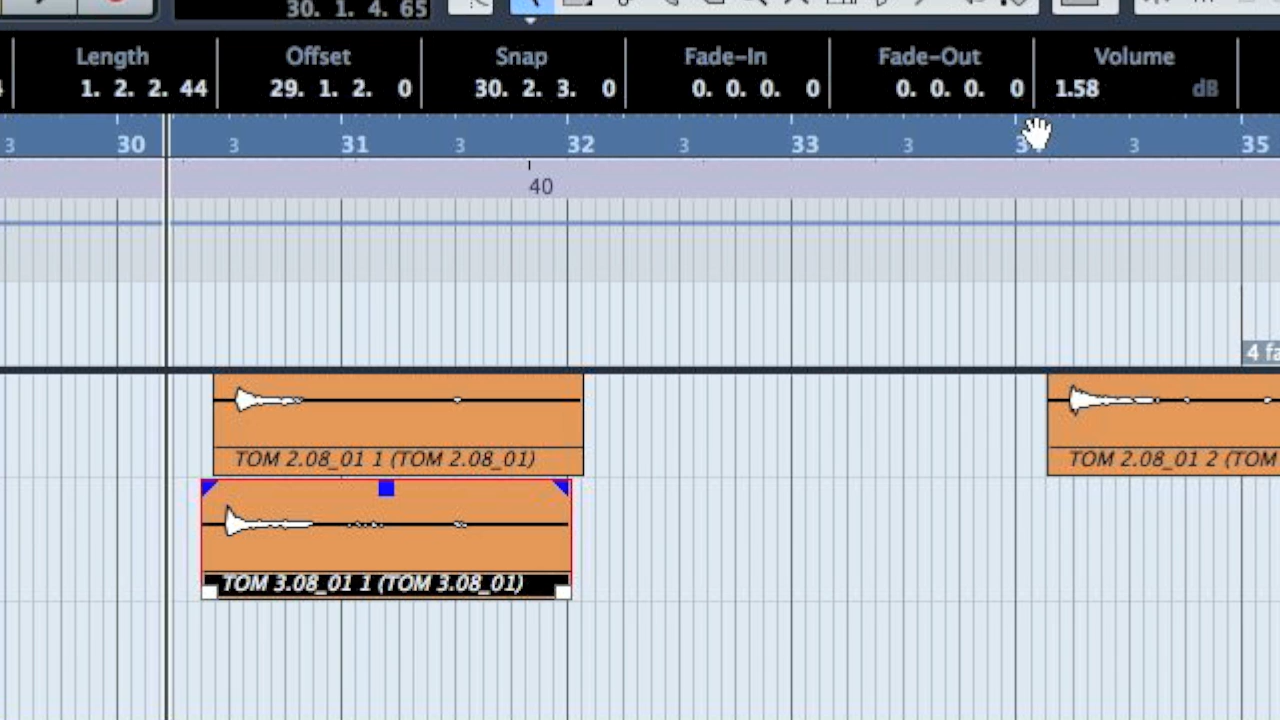 30. 1. 4. 65
Length Offset Snap Fade-In Fade-Out Volume
1. 2. 2. 44 29. 1. 2. 0 30. 2. 3. 0 0. 0. 0. 0 0. 0. 0. 0 1.58 dB
3 30 3 31 3 32 3 33 3 3 35
40
4 fa
TOM 2.08_01 1 (TOM 2.08_01) TOM 2.08_01 2 (TOM
TOM 3.08_01 1 (TOM 3.08_01)